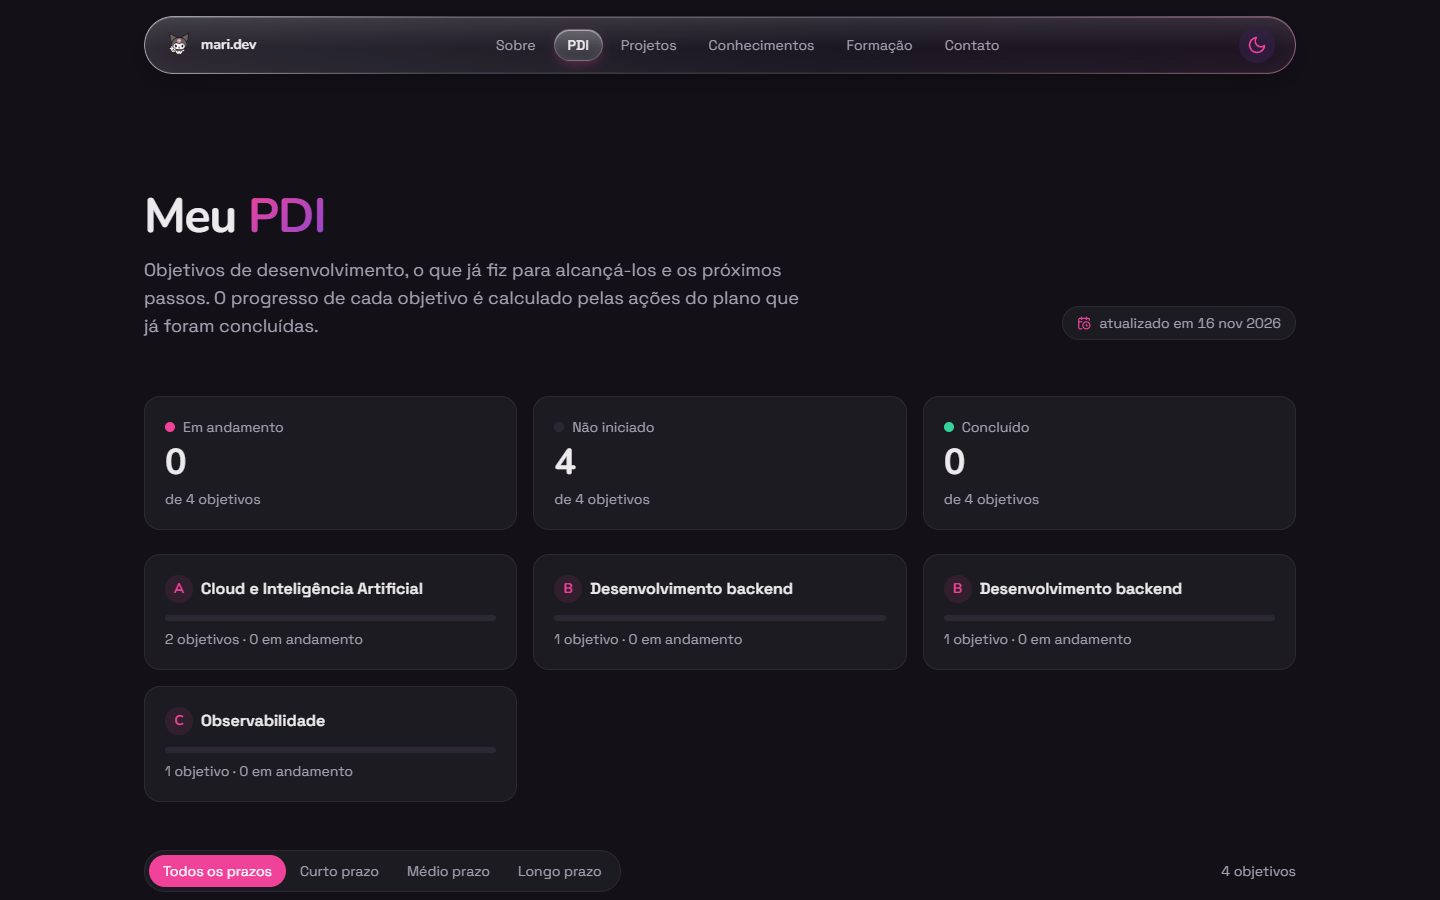 mari.dev
Sobre
PDI
Projetos
Conhecimentos
Formação
Contato
Meu PDI
Objetivos de desenvolvimento, o que já fiz para alcançá-los e os próximos
passos. O progresso de cada objetivo é calculado pelas ações do plano que
já foram concluídas.
atualizado em 16 nov 2026
Em andamento
0
de 4 objetivos
Não iniciado
4
de 4 objetivos
Concluído
0
de 4 objetivos
A Cloud e Inteligência Artificial
2 objetivos · 0 em andamento
B Desenvolvimento backend
1 objetivo · 0 em andamento
B Desenvolvimento backend
1 objetivo · 0 em andamento
C Observabilidade
1 objetivo · 0 em andamento
Todos os prazos
Curto prazo
Médio prazo
Longo prazo
4 objetivos